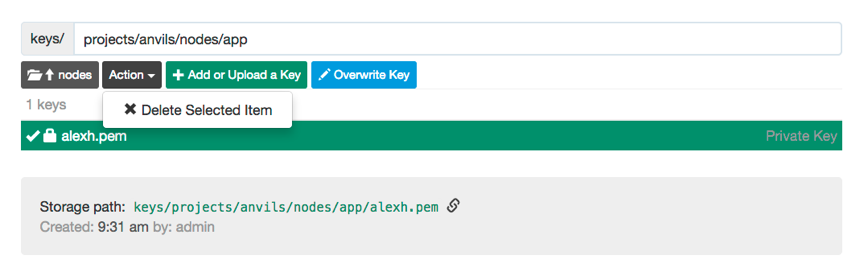 keys/ projects/anvils/nodes/app
nodes Action Add or Upload a Key Overwrite Key
1 keys
Delete Selected Item
alexh.pem Private Key
Storage path: keys/projects/anvils/nodes/app/alexh.pem
Created: 9:31 am by: admin